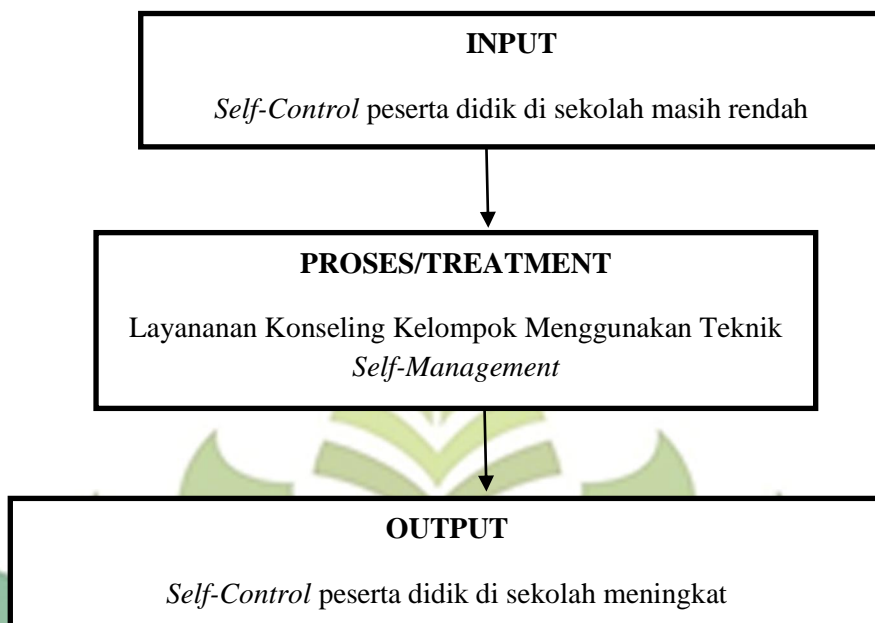 INPUT
Self-Control peserta didik di sekolah masih rendah
PROSES/TREATMENT
Layananan Konseling Kelompok Menggunakan Teknik
Self-Management
OUTPUT
Self-Control peserta didik di sekolah meningkat